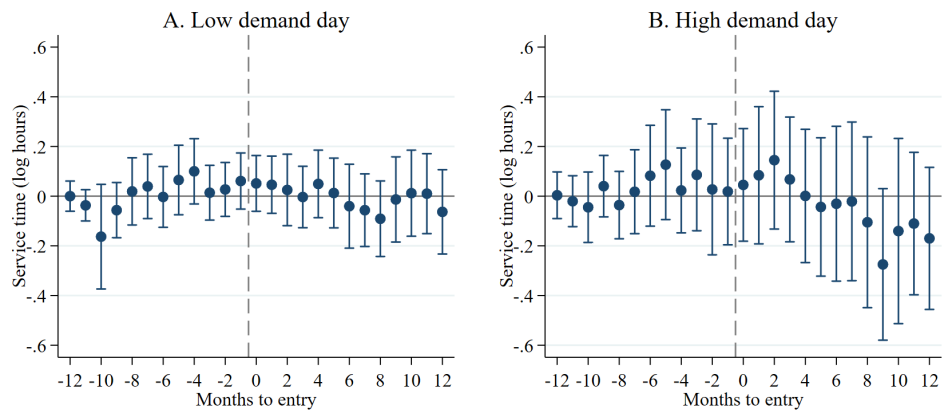 A. Low demand day
Service time (log hours)
.6
.4
.2
0
-.2
-.4
-.6
-12 -10 -8 -6 -4 -2 0 2 4 6 8 10 12
Months to entry
B. High demand day
Service time (log hours)
.6
.4
.2
0
-.2
-.4
-.6
-12 -10 -8 -6 -4 -2 0 2 4 6 8 10 12
Months to entry